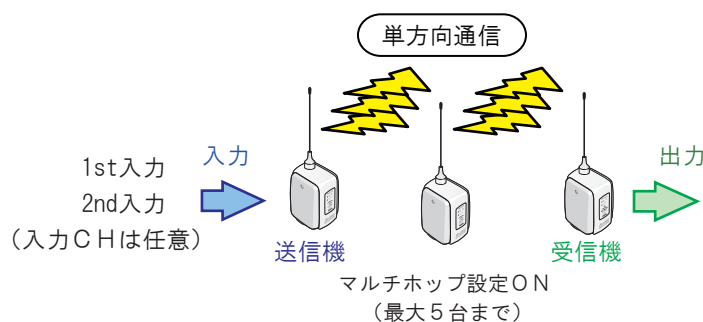 単方向通信
1st入力
2nd入力
（入力ＣＨは任意）
入力
出力
送信機
受信機
マルチホップ設定ＯＮ
（最大５台まで）